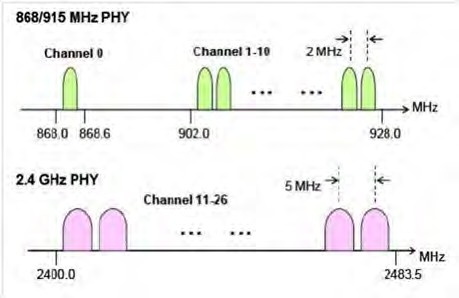 868/915 MHz PHY
Channel 0
Channel 1-10
2 MHz
MHz
868.0
868.6
902.0
928.0
2.4 GHz PHY
Channel 11-26
5 MHz
MHz
2400.0
2483.5